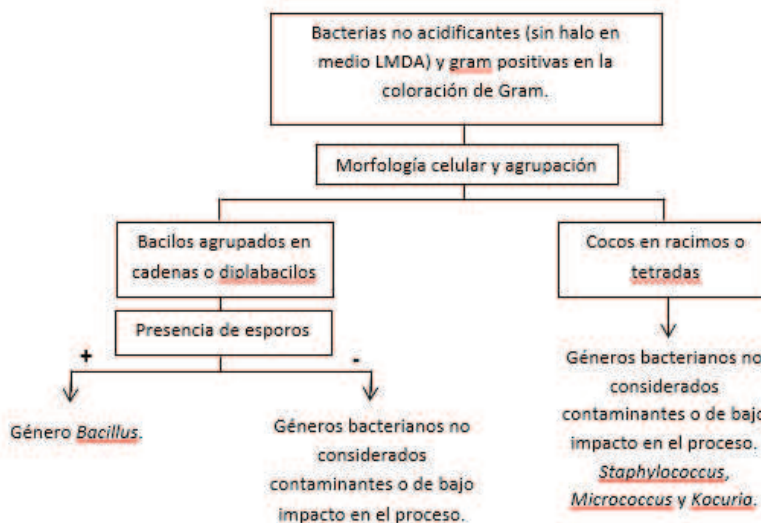 Bacterias no acidificantes (sin halo en
medio LMDA) y gram positivas en la
coloración de Gram.
Morfología celular y agrupación
Bacilos agrupados en
cadenas o diplabacilos
Cocos en racimos o
tetradas
Presencia de esporos
+
-
Género Bacillus.
Géneros bacterianos no
considerados
contaminantes o de bajo
impacto en el proceso.
Géneros bacterianos no
considerados
contaminantes o de bajo
impacto en el proceso.
Staphylococcus,
Micrococcus y Kocuria.